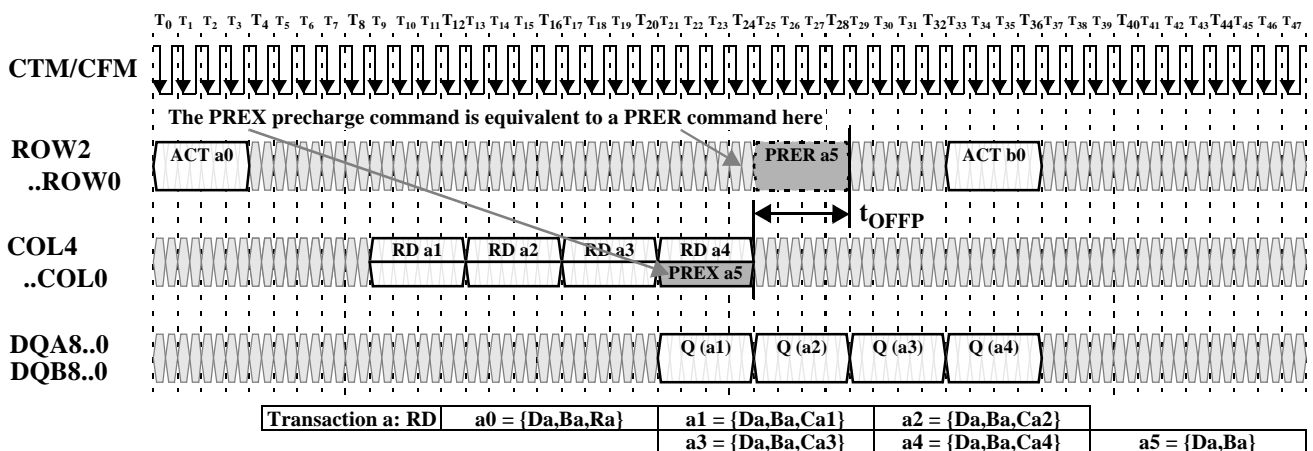 T0 T1 T2 T3 T4 T5 T6 T7 T8 T9 T10 T11 T12 T13 T14 T15 T16 T17 T18 T19 T20 T21 T22 T23 T24 T25 T26 T27 T28 T29 T30 T31 T32 T33 T34 T35 T36 T37 T38 T39 T40 T41 T42 T43 T44 T45 T46 T47
CTM/CFM
The PREX precharge command is equivalent to a PRER command here
ROW2 ACT a0 PRER a5 ACT b0
..ROW0
tOFFP
COL4 RD a1 RD a2 RD a3 RD a4
..COL0 PREX a5
DQA8..0 Q (a1) Q (a2) Q (a3) Q (a4)
DQB8..0
Transaction a: RD a0 = {Da,Ba,Ra} a1 = {Da,Ba,Ca1} a2 = {Da,Ba,Ca2}
a3 = {Da,Ba,Ca3} a4 = {Da,Ba,Ca4} a5 = {Da,Ba}